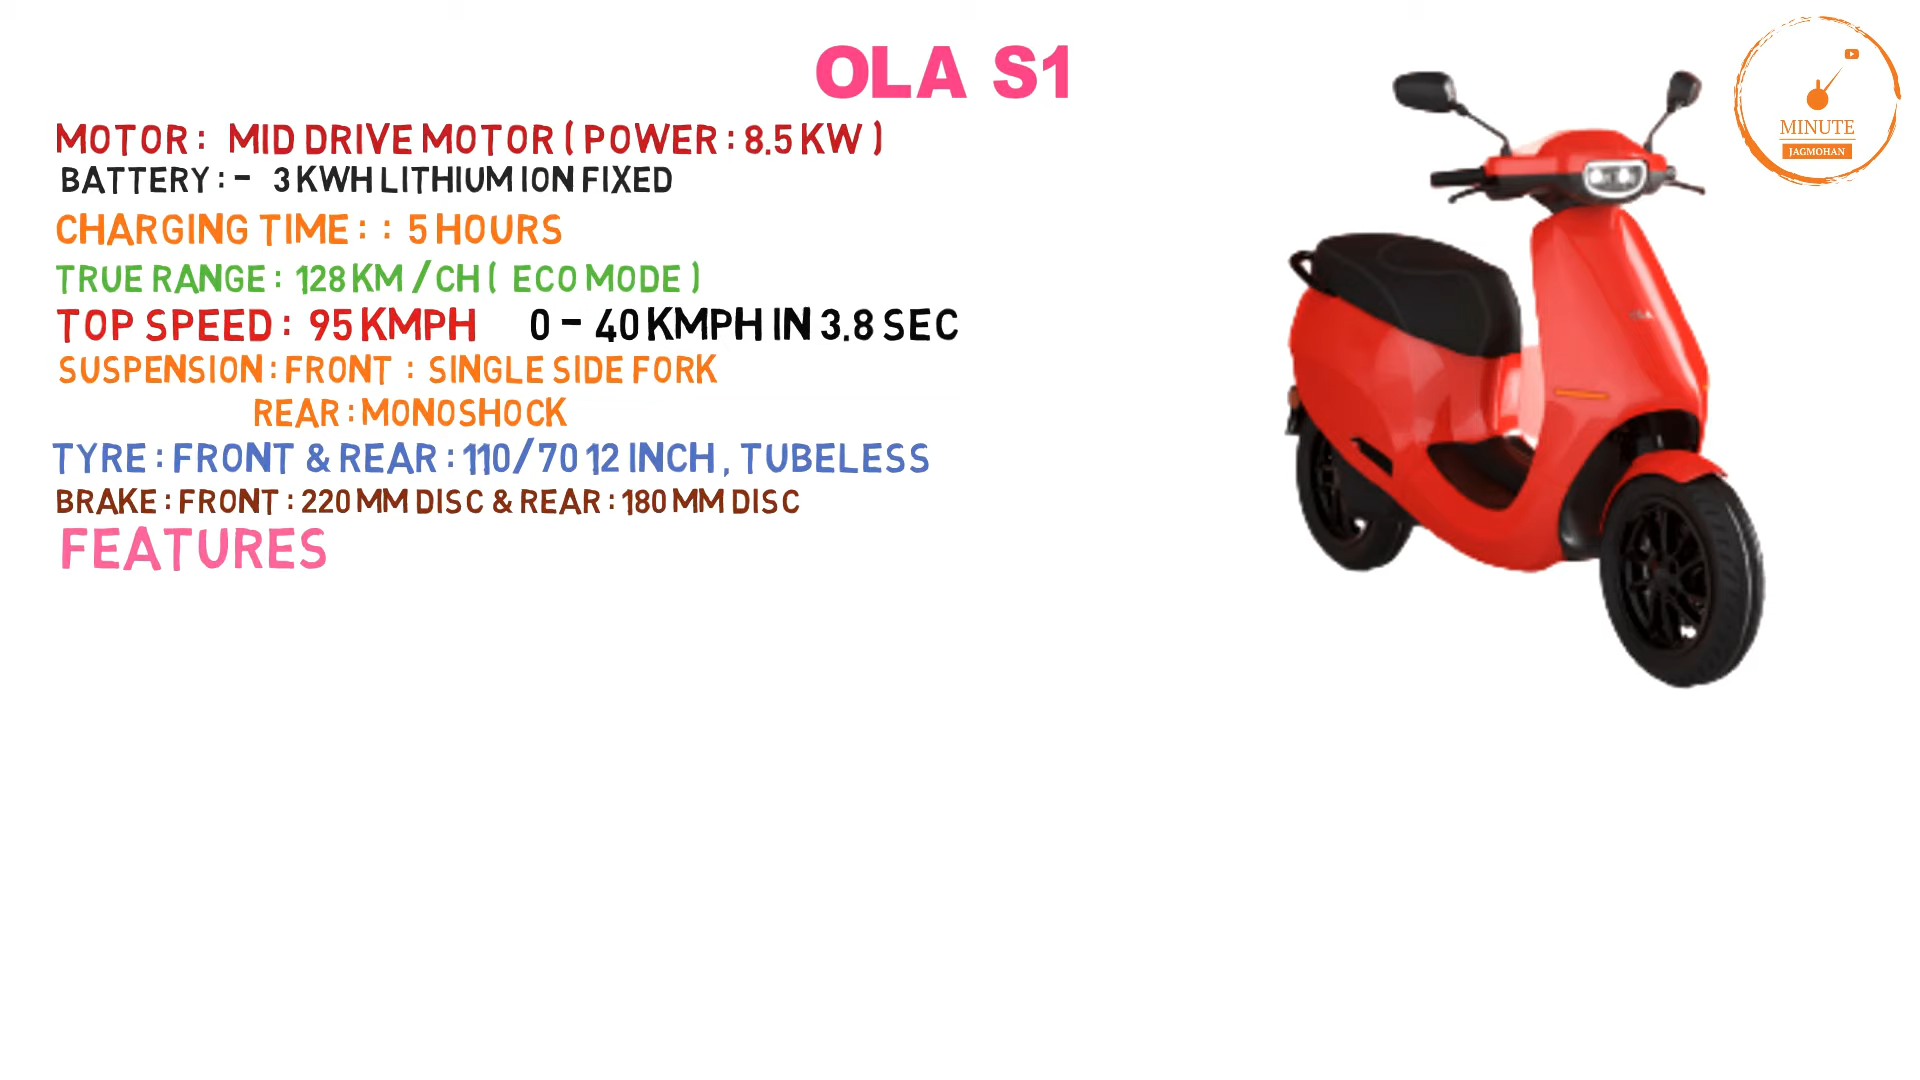 OLA S1
MOTOR : MID DRIVE MOTOR ( POWER : 8.5 KW )
BATTERY : - 3 KWH LITHIUM ION FIXED
CHARGING TIME : : 5 HOURS
TRUE RANGE : 128 KM / CH ( ECO MODE )
TOP SPEED : 95 KMPH 0 - 40 KMPH IN 3.8 SEC
SUSPENSION : FRONT : SINGLE SIDE FORK
REAR : MONOSHOCK
TYRE : FRONT & REAR : 110/70 12 INCH , TUBELESS
BRAKE : FRONT : 220 MM DISC & REAR : 180 MM DISC
FEATURES
MINUTE
JAGMOHAN